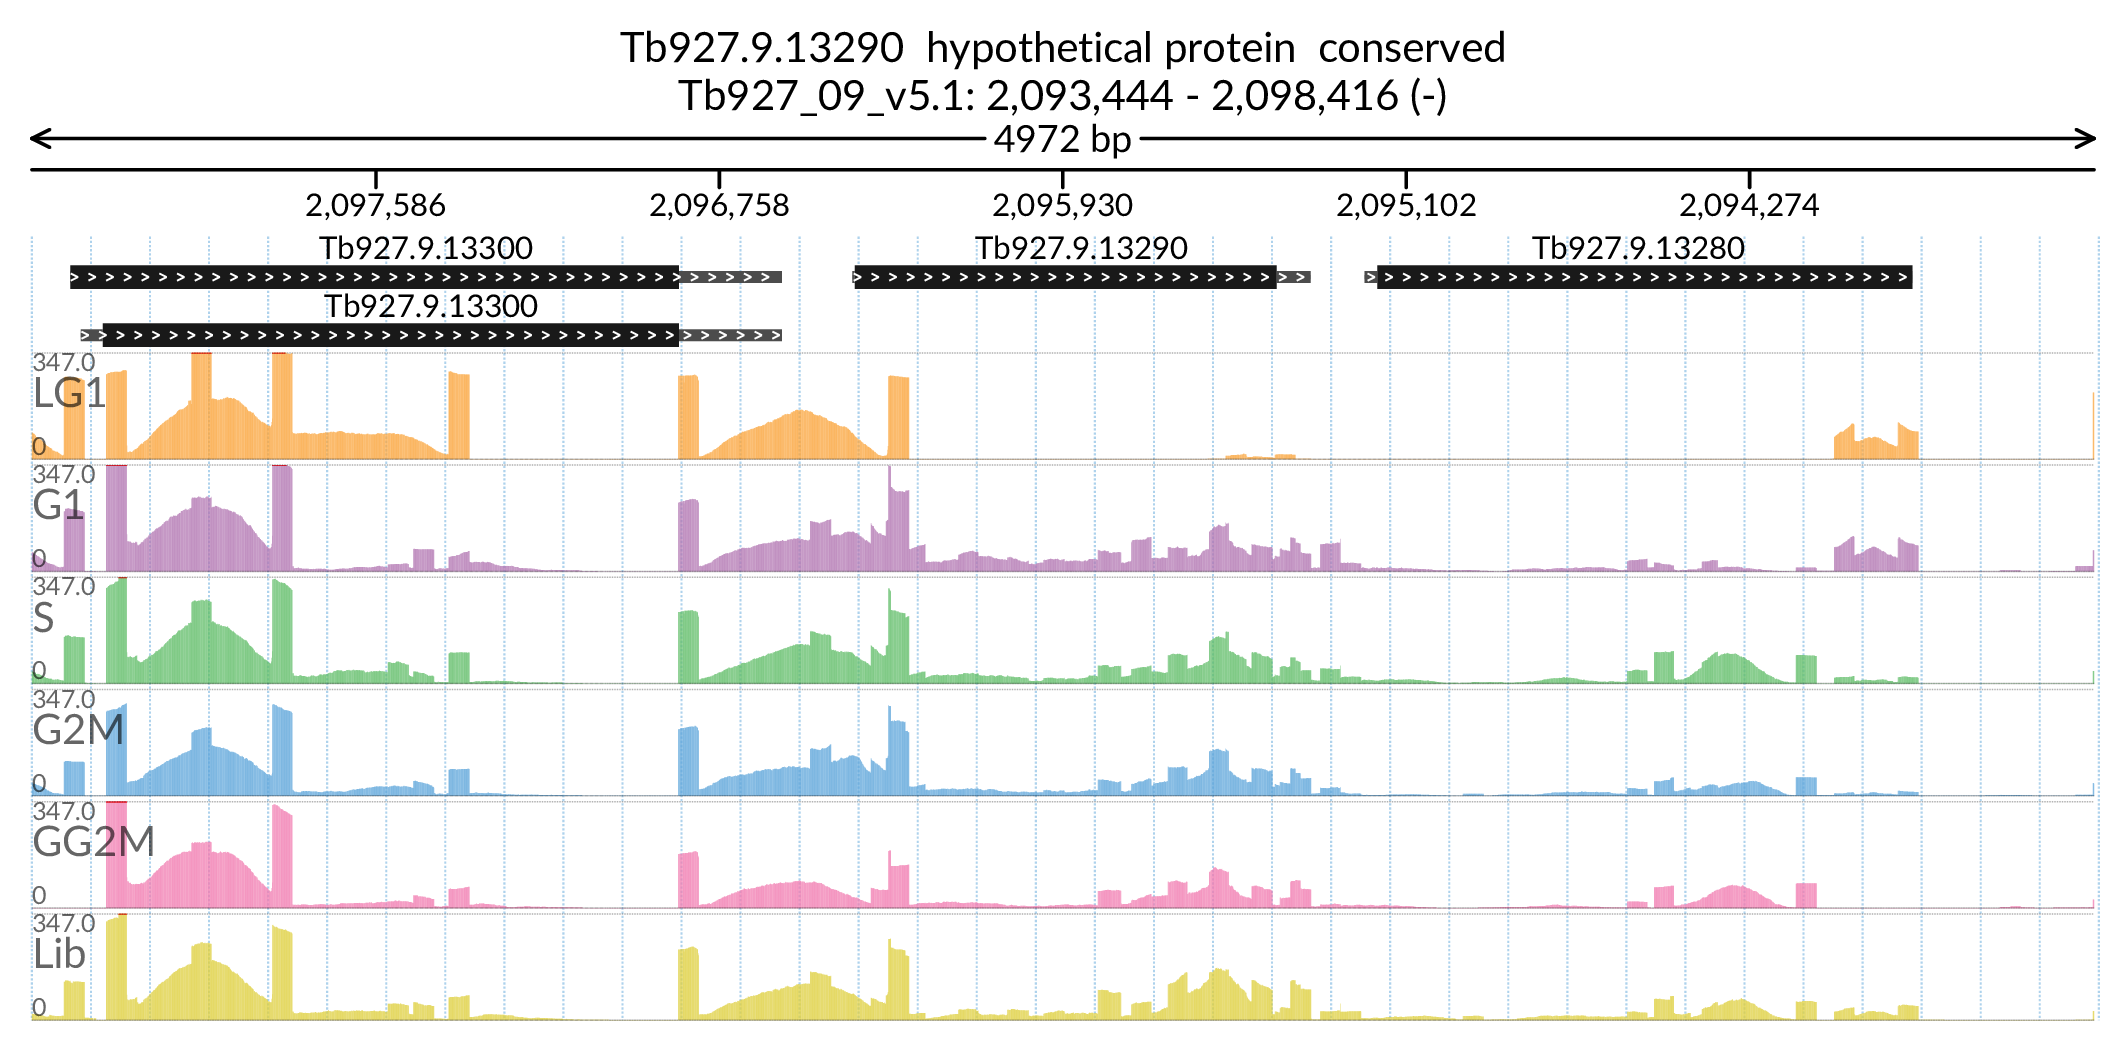 Tb927.9.13290 hypothetical protein conserved
Tb927_09_v5.1: 2,093,444 - 2,098,416 (-)
4972 bp
2,097,586 2,096,758 2,095,930 2,095,102 2,094,274
Tb927.9.13300 Tb927.9.13290 Tb927.9.13280
Tb927.9.13300
347.0
LG1
0
347.0
G1
0
347.0
S
0
347.0
G2M
0
347.0
GG2M
0
347.0
Lib
0